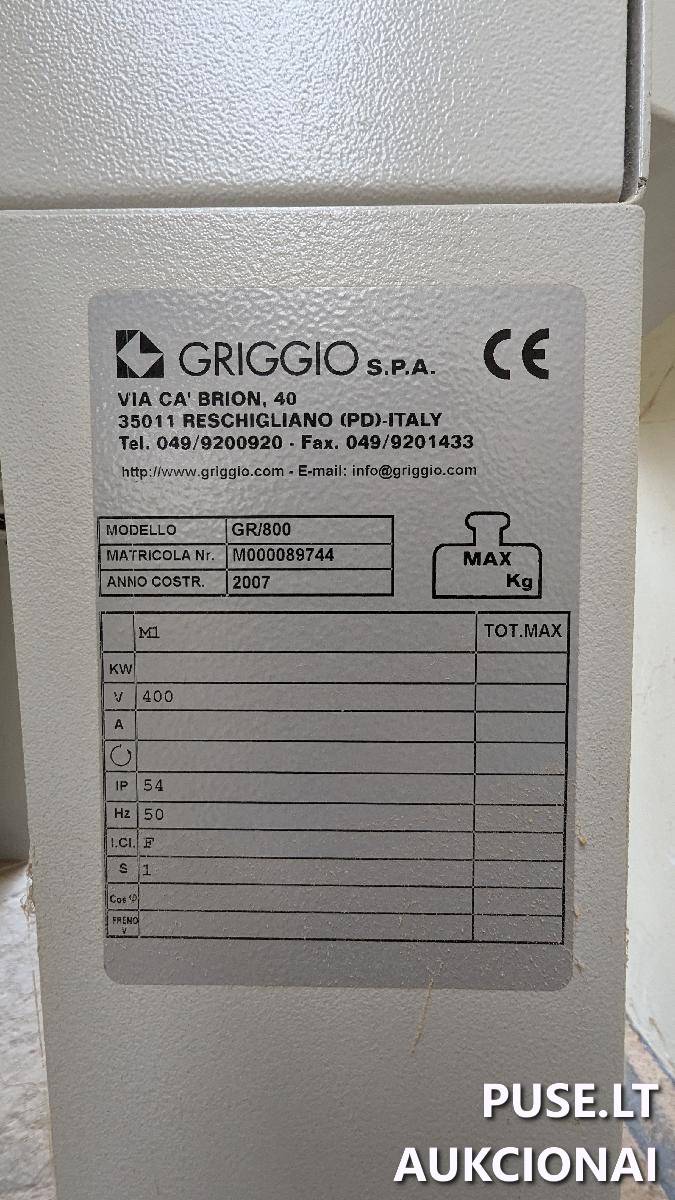 GRIGGIO S.P.A. CE
VIA CA' BRION, 40
35011 RESCHIGLIANO (PD)-ITALY
Tel. 049/9200920 - Fax. 049/9201433
http://www.griggio.com - E-mail: info@griggio.com
MODELLO GR/800
MATRICOLA Nr. M000089744
ANNO COSTR. 2007
MAX
Kg
M1 TOT.MAX
KW
V 400
A
IP 54
Hz 50
I.Cl. F
S 1
Cos φ
FRENO
V
PUSE.LT
AUKCIONAI